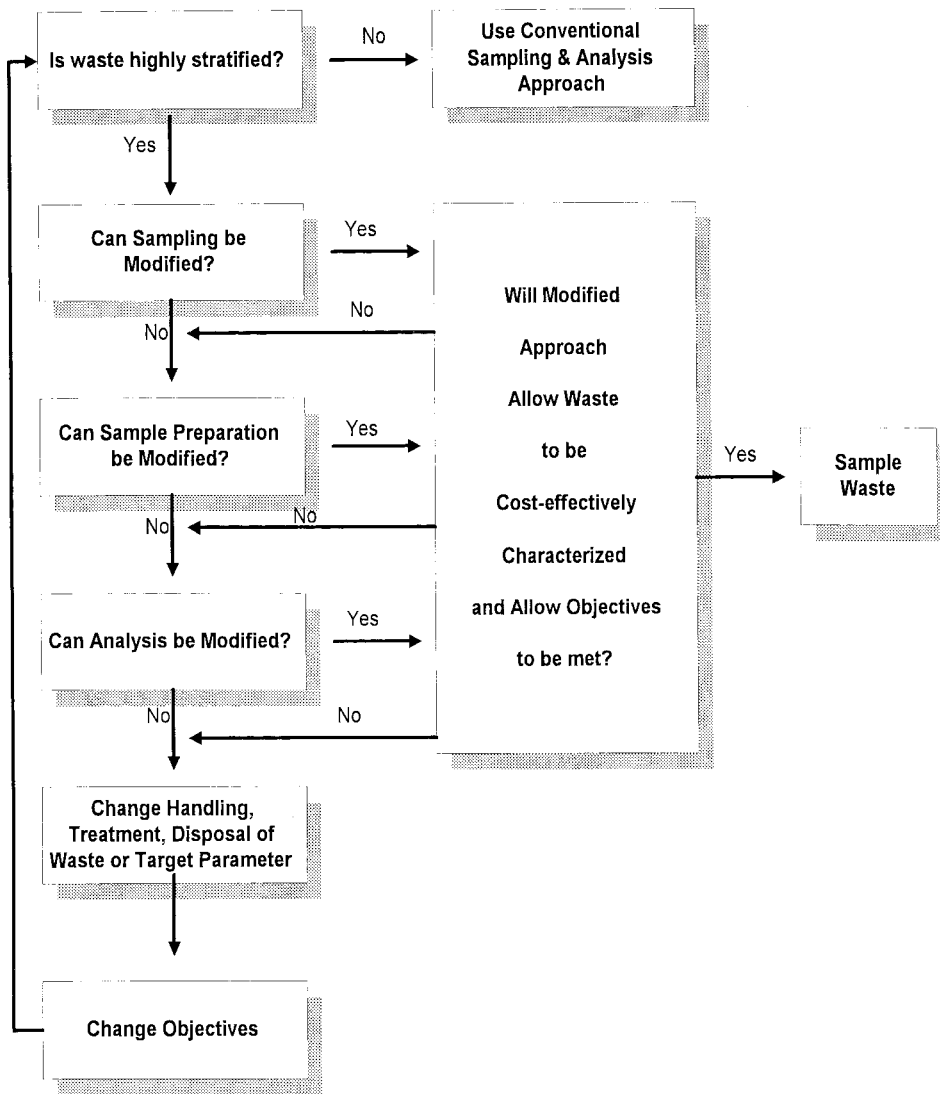 Is waste highly stratified?
No
Use Conventional
Sampling & Analysis
Approach
Yes
Can Sampling be
Modified?
Yes
No
No
Will Modified
Approach
Allow Waste
to be
Cost-effectively
Characterized
and Allow Objectives
to be met?
Can Sample Preparation
be Modified?
Yes
No
No
Yes
Sample
Waste
Can Analysis be Modified?
Yes
No
No
Change Handling,
Treatment, Disposal of
Waste or Target Parameter
Change Objectives